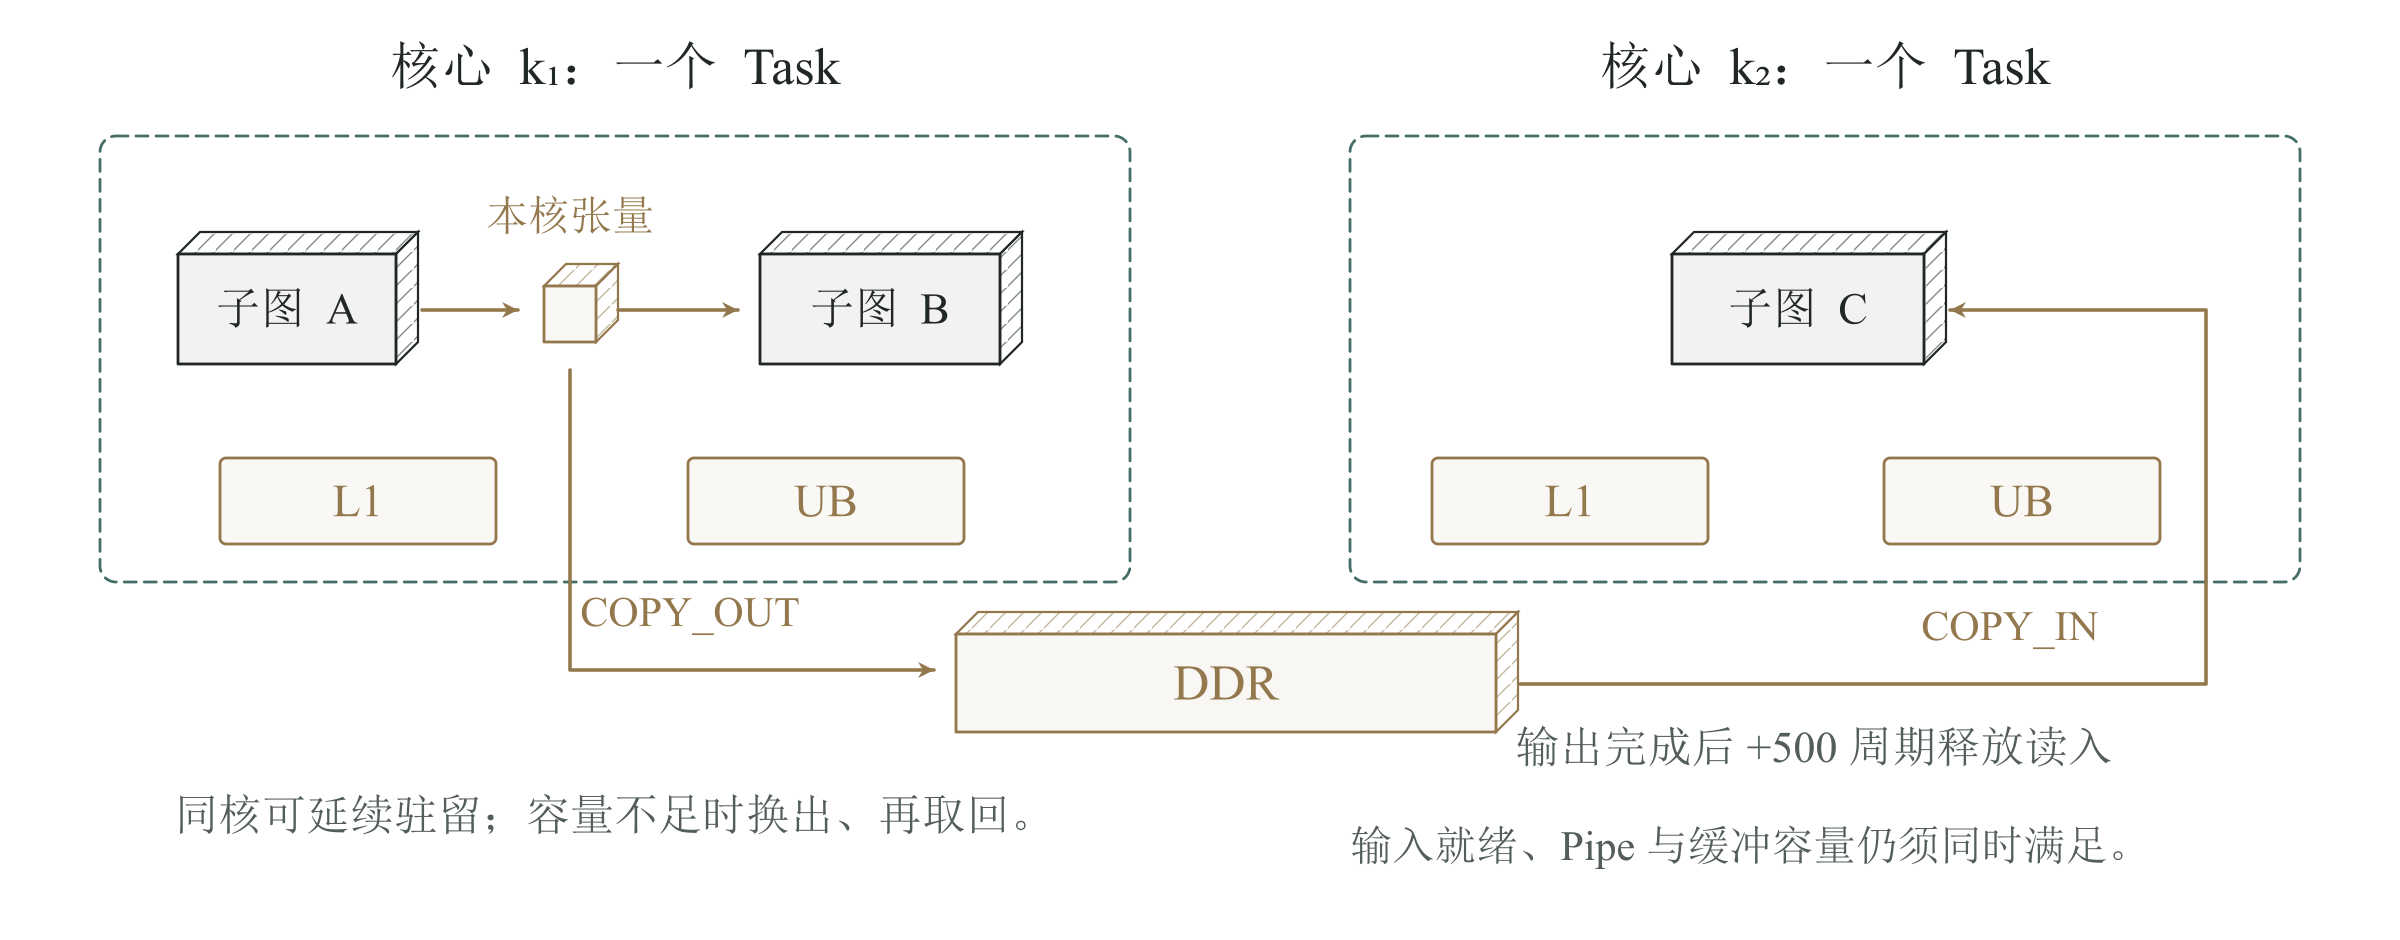 核心 k₁：一个 Task
核心 k₂：一个 Task
本核张量
子图 A
子图 B
子图 C
L1
UB
L1
UB
COPY_OUT
COPY_IN
DDR
输出完成后 +500 周期释放读入
同核可延续驻留；容量不足时换出、再取回。
输入就绪、Pipe 与缓冲容量仍须同时满足。